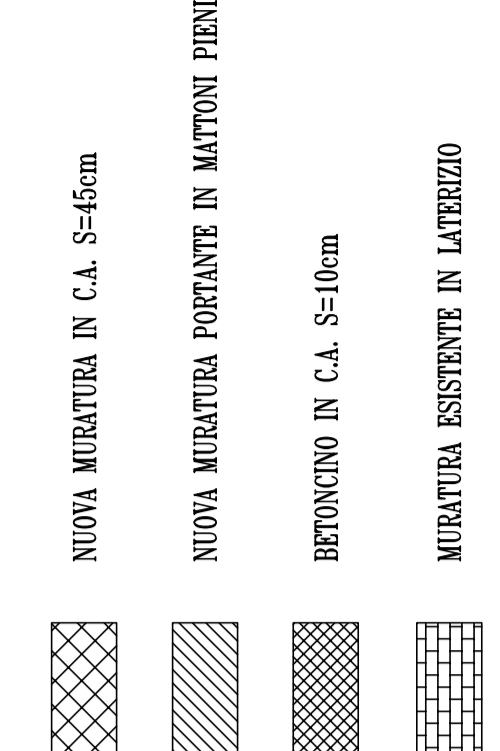 NUOVA MURATURA IN C.A. S=45cm
NUOVA MURATURA PORTANTE IN MATTONI PIENI
BETONCINO IN C.A. S=10cm
MURATURA ESISTENTE IN LATERIZIO